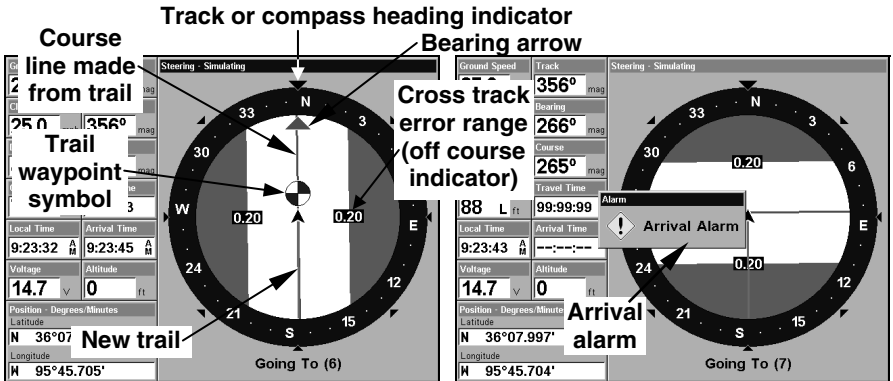 Track or compass heading indicator
Course
line made
from trail
Bearing arrow
Cross track
error range
(off course
indicator)
Trail
waypoint
symbol
New trail
Steering - Simulating
N
3
E
12
15
S
21
24
W
30
33
0.20
0.20
25.0
356° mag
Local Time
9:23:32 AM
Arrival Time
9:23:45 AM
Voltage
14.7 V
Altitude
0 ft
Position - Degrees/Minutes
Latitude
N 36°07
Longitude
W 95°45.705'
Going To (6)
Ground Speed
Track
356° mag
Bearing
266° mag
Course
265° mag
Travel Time
88 L ft
99:99:99
Local Time
9:23:43 AM
Arrival Time
--:--:--
Voltage
14.7 V
Altitude
0 ft
Position - Degrees/Minutes
Latitude
N 36°07.997'
Longitude
W 95°45.704'
Steering - Simulating
N
3
6
E
12
15
S
21
24
33
0.20
0.20
Alarm
Arrival Alarm
Arrival
alarm
Going To (7)